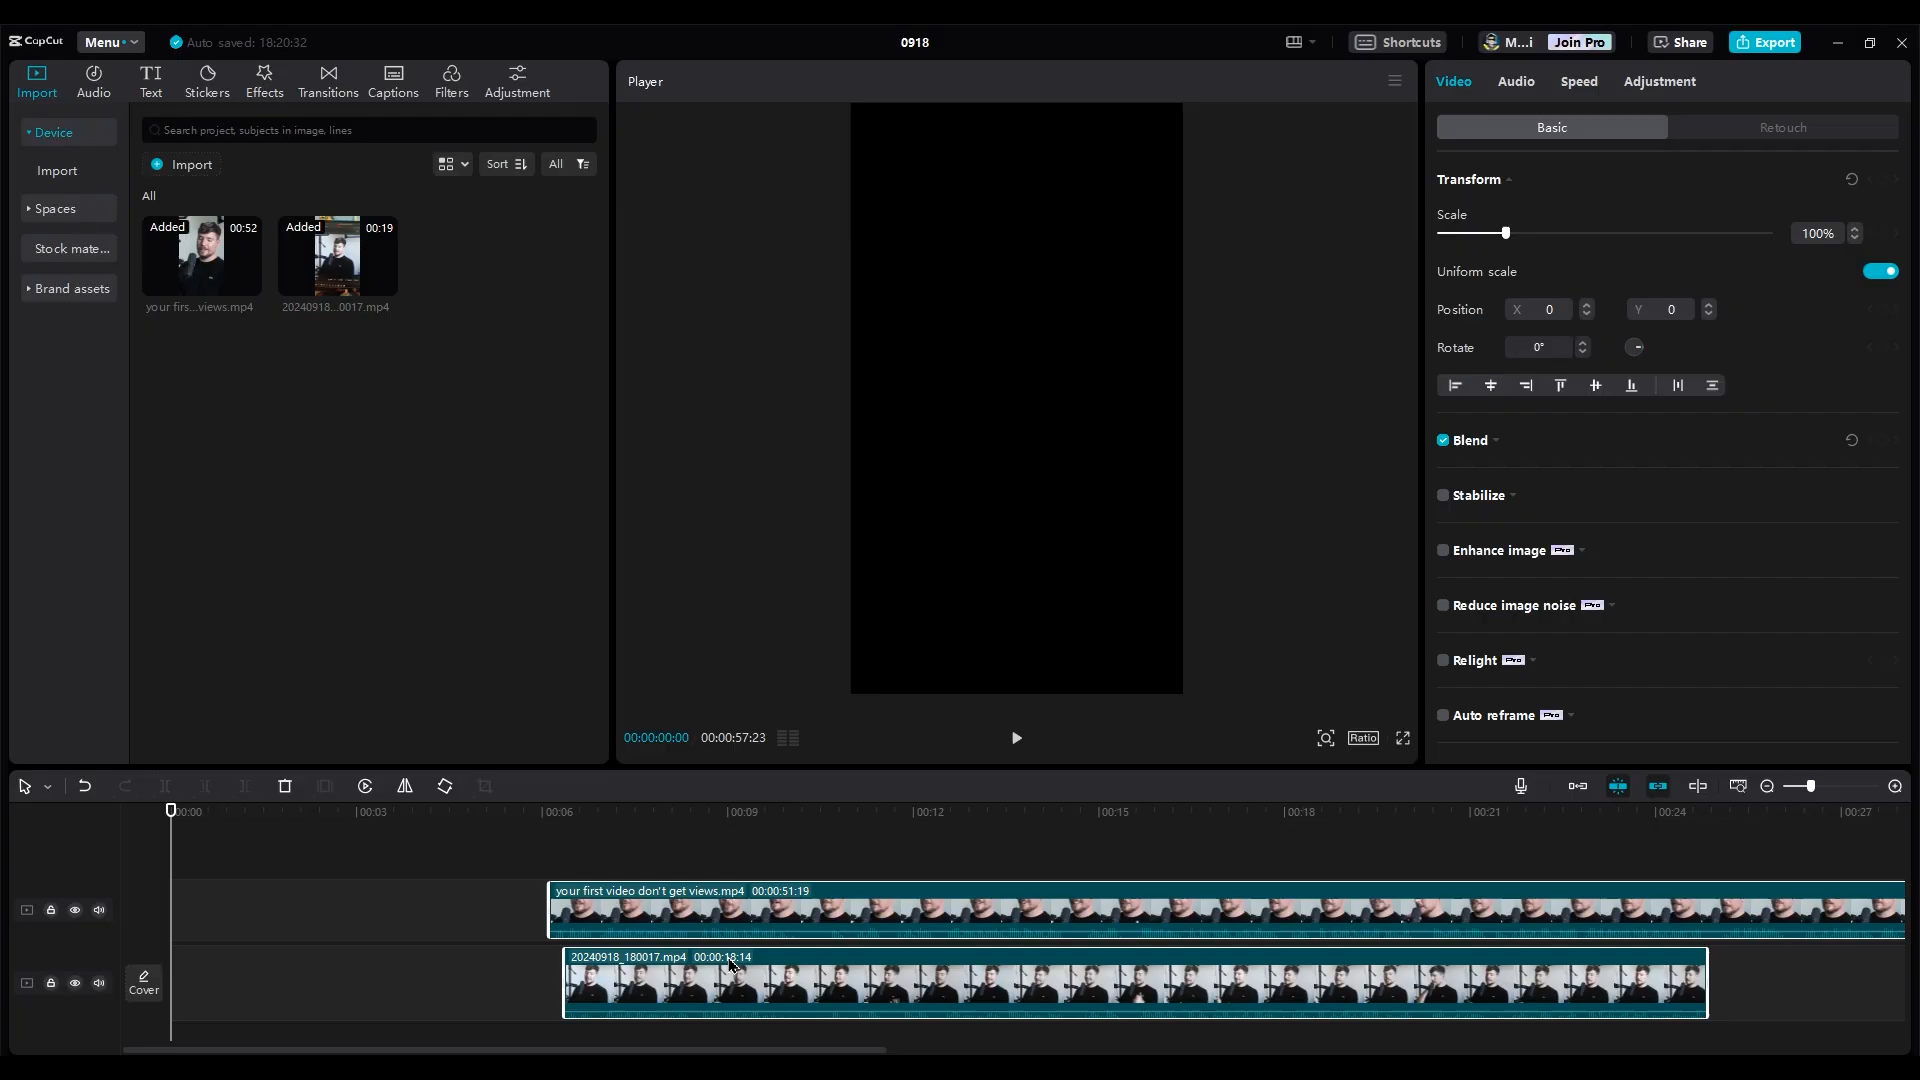 CapCut Menu Auto saved: 18:20:32 0918 Shortcuts M...i Join Pro Share Export
Import Audio Text Stickers Effects Transitions Captions Filters Adjustment
Device
Import
Spaces
Stock mate...
Brand assets
Search project, subjects in image, lines
Import Sort All
All
Added 00:52 Added 00:19
your firs...views.mp4 20240918...0017.mp4
Player
00:00:00:00 00:00:57:23 Ratio
Video Audio Speed Adjustment
Basic Retouch
Transform
Scale
100%
Uniform scale
Position X 0 Y 0
Rotate 0°
Blend
Stabilize
Enhance image Pro
Reduce image noise Pro
Relight Pro
Auto reframe Pro
00:00 00:03 00:06 00:09 00:12 00:15 00:18 00:21 00:24 00:27
your first video don't get views.mp4 00:00:51:19
20240918_180017.mp4 00:00:18:14
Cover